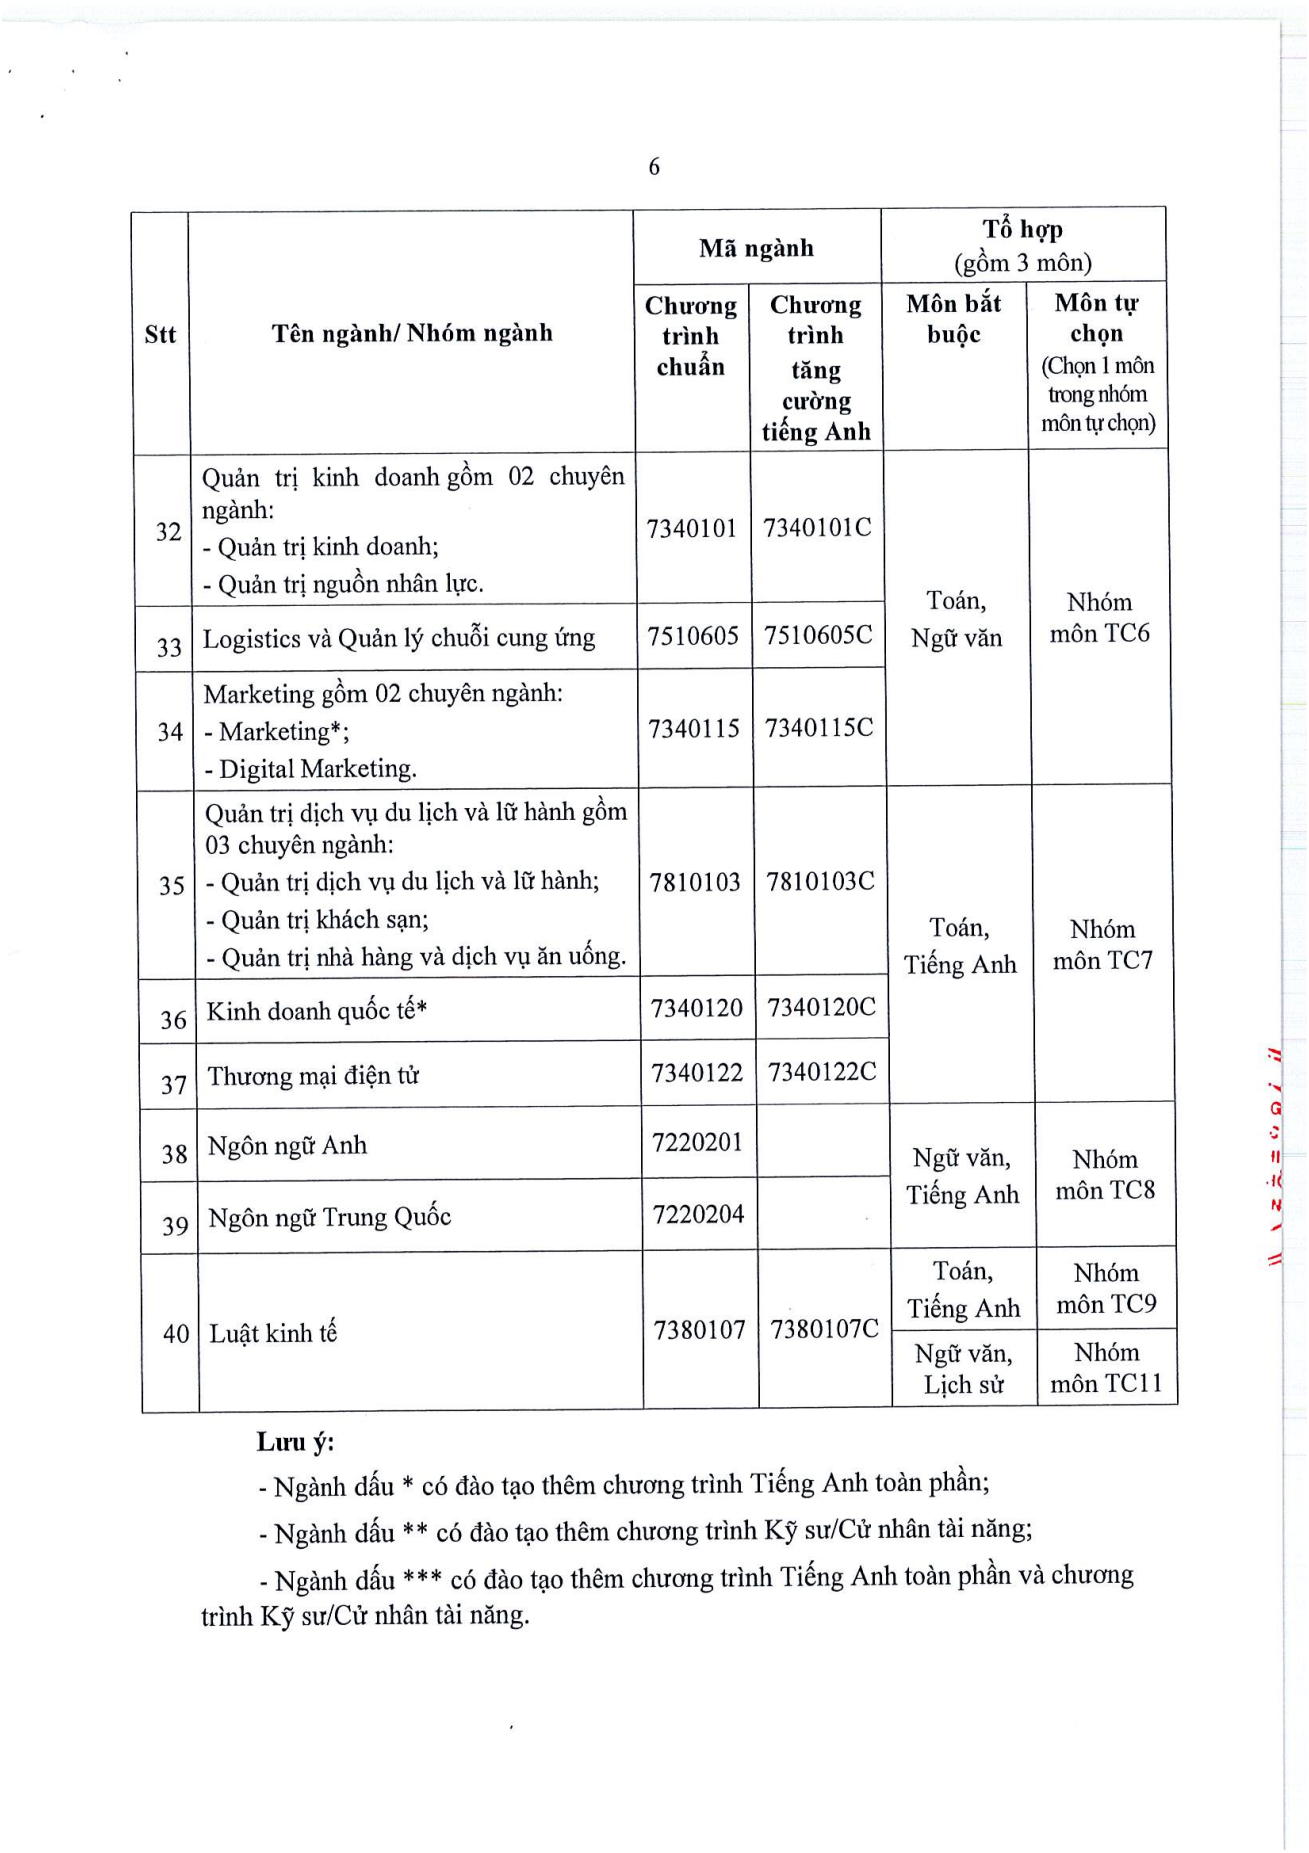 6
Stt
Tên ngành/ Nhóm ngành
Mã ngành
Tổ hợp
(gồm 3 môn)
Chương
trình
chuẩn
Chương
trình
tăng
cường
tiếng Anh
Môn bắt
buộc
Môn tự
chọn
(Chọn 1 môn
trong nhóm
môn tự chọn)
32
Quản trị kinh doanh gồm 02 chuyên
ngành:
- Quản trị kinh doanh;
- Quản trị nguồn nhân lực.
7340101
7340101C
Toán,
Ngữ văn
Nhóm
môn TC6
33
Logistics và Quản lý chuỗi cung ứng
7510605
7510605C
34
Marketing gồm 02 chuyên ngành:
- Marketing*;
- Digital Marketing.
7340115
7340115C
35
Quản trị dịch vụ du lịch và lữ hành gồm
03 chuyên ngành:
- Quản trị dịch vụ du lịch và lữ hành;
- Quản trị khách sạn;
- Quản trị nhà hàng và dịch vụ ăn uống.
7810103
7810103C
Toán,
Tiếng Anh
Nhóm
môn TC7
36
Kinh doanh quốc tế*
7340120
7340120C
37
Thương mại điện tử
7340122
7340122C
38
Ngôn ngữ Anh
7220201
Ngữ văn,
Tiếng Anh
Nhóm
môn TC8
39
Ngôn ngữ Trung Quốc
7220204
40
Luật kinh tế
7380107
7380107C
Toán,
Tiếng Anh
Nhóm
môn TC9
Ngữ văn,
Lịch sử
Nhóm
môn TC11
Lưu ý:
- Ngành dấu * có đào tạo thêm chương trình Tiếng Anh toàn phần;
- Ngành dấu ** có đào tạo thêm chương trình Kỹ sư/Cử nhân tài năng;
- Ngành dấu *** có đào tạo thêm chương trình Tiếng Anh toàn phần và chương
trình Kỹ sư/Cử nhân tài năng.